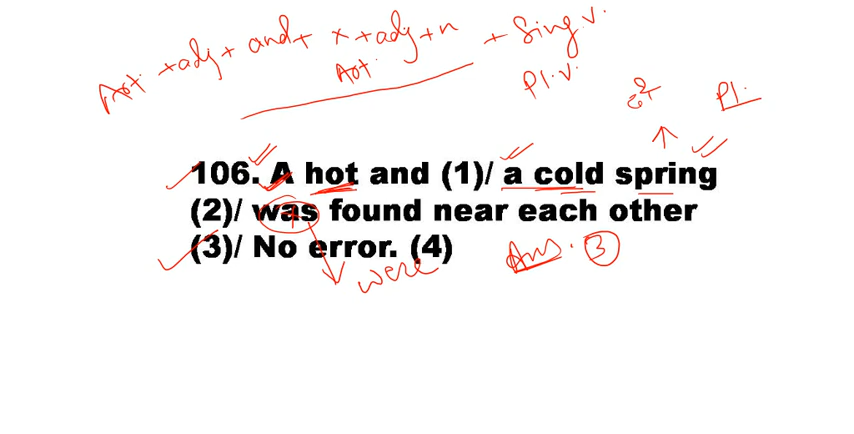 Art. + adj + and + x + adj + n + Sing v.
Art. Pl. v.
दो Pl.
106. A hot and (1)/ a cold spring
(2)/ was found near each other
(3)/ No error. (4)
were Ans. 3